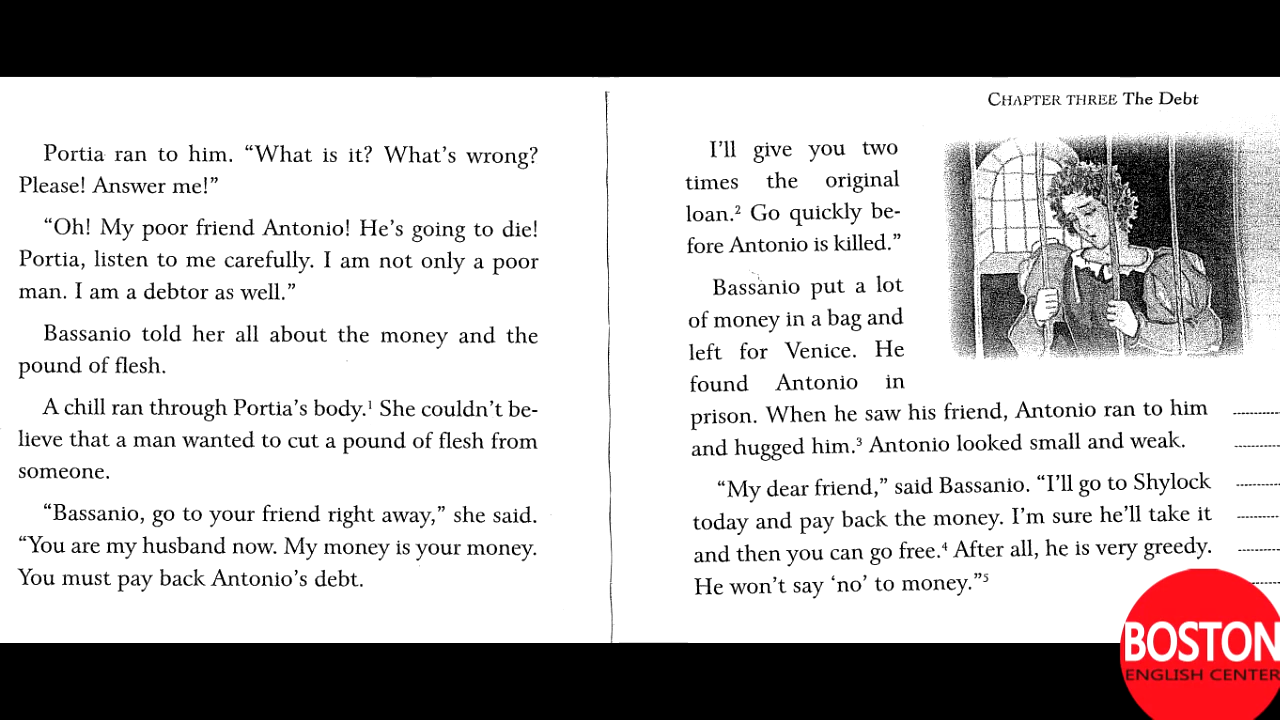 Portia ran to him. “What is it? What’s wrong?
Please! Answer me!”
“Oh! My poor friend Antonio! He’s going to die!
Portia, listen to me carefully. I am not only a poor
man. I am a debtor as well.”
Bassanio told her all about the money and the
pound of flesh.
A chill ran through Portia’s body.¹ She couldn’t be-
lieve that a man wanted to cut a pound of flesh from
someone.
“Bassanio, go to your friend right away,” she said.
“You are my husband now. My money is your money.
You must pay back Antonio’s debt.
CHAPTER THREE The Debt
I’ll give you two
times the original
loan.² Go quickly be-
fore Antonio is killed.”
Bassanio put a lot
of money in a bag and
left for Venice. He
found Antonio in
prison. When he saw his friend, Antonio ran to him
and hugged him.³ Antonio looked small and weak.
“My dear friend,” said Bassanio. “I’ll go to Shylock
today and pay back the money. I’m sure he’ll take it
and then you can go free.⁴ After all, he is very greedy.
He won’t say ‘no’ to money.”⁵
BOSTON
ENGLISH CENTER